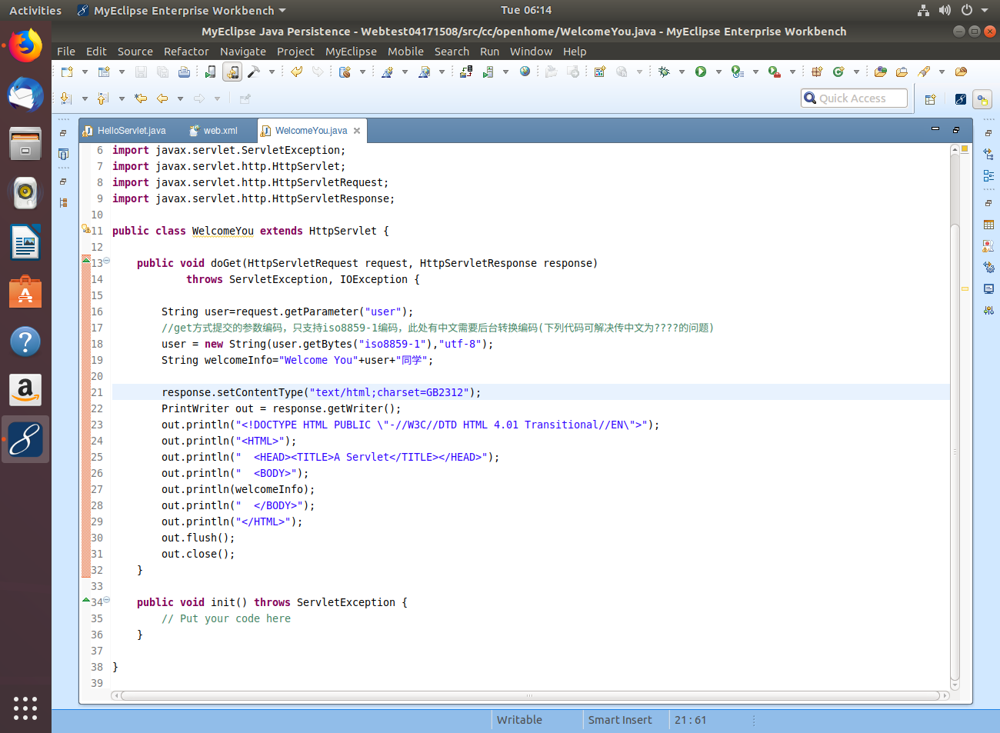 Activities
MyEclipse Enterprise Workbench
Tue 06:14
MyEclipse Java Persistence - Webtest04171508/src/cc/openhome/WelcomeYou.java - MyEclipse Enterprise Workbench
File Edit Source Refactor Navigate Project MyEclipse Mobile Search Run Window Help
Quick Access
HelloServlet.java
web.xml
WelcomeYou.java
6 import javax.servlet.ServletException;
7 import javax.servlet.http.HttpServlet;
8 import javax.servlet.http.HttpServletRequest;
9 import javax.servlet.http.HttpServletResponse;
10
11 public class WelcomeYou extends HttpServlet {
12
13     public void doGet(HttpServletRequest request, HttpServletResponse response)
14             throws ServletException, IOException {
15
16         String user=request.getParameter("user");
17         //get方式提交的参数编码，只支持iso8859-1编码，此处有中文需要后台转换编码(下列代码可解决传中文为????的问题)
18         user = new String(user.getBytes("iso8859-1"),"utf-8");
19         String welcomeInfo="Welcome You"+user+"同学";
20
21         response.setContentType("text/html;charset=GB2312");
22         PrintWriter out = response.getWriter();
23         out.println("<!DOCTYPE HTML PUBLIC \"-//W3C//DTD HTML 4.01 Transitional//EN\">");
24         out.println("<HTML>");
25         out.println("  <HEAD><TITLE>A Servlet</TITLE></HEAD>");
26         out.println("  <BODY>");
27         out.println(welcomeInfo);
28         out.println("  </BODY>");
29         out.println("</HTML>");
30         out.flush();
31         out.close();
32     }
33
34     public void init() throws ServletException {
35         // Put your code here
36     }
37
38 }
39
Writable
Smart Insert
21 : 61